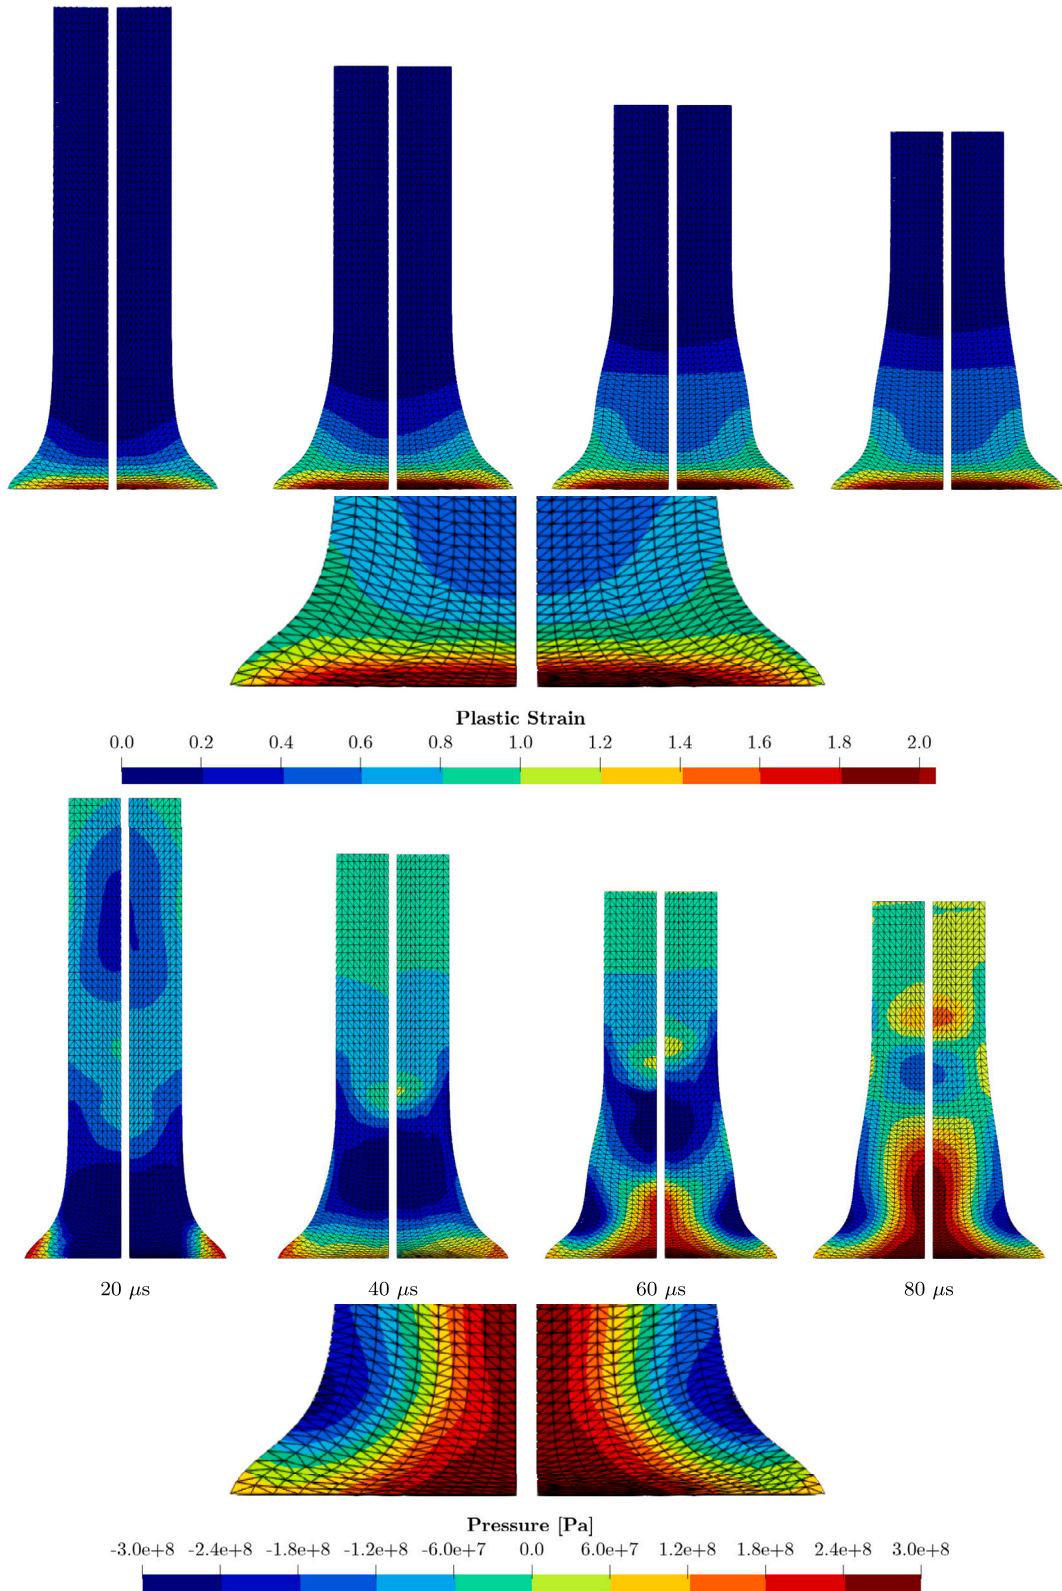 Plastic Strain
0.0 0.2 0.4 0.6 0.8 1.0 1.2 1.4 1.6 1.8 2.0
20 μs 40 μs 60 μs 80 μs
Pressure [Pa]
-3.0e+8 -2.4e+8 -1.8e+8 -1.2e+8 -6.0e+7 0.0 6.0e+7 1.2e+8 1.8e+8 2.4e+8 3.0e+8